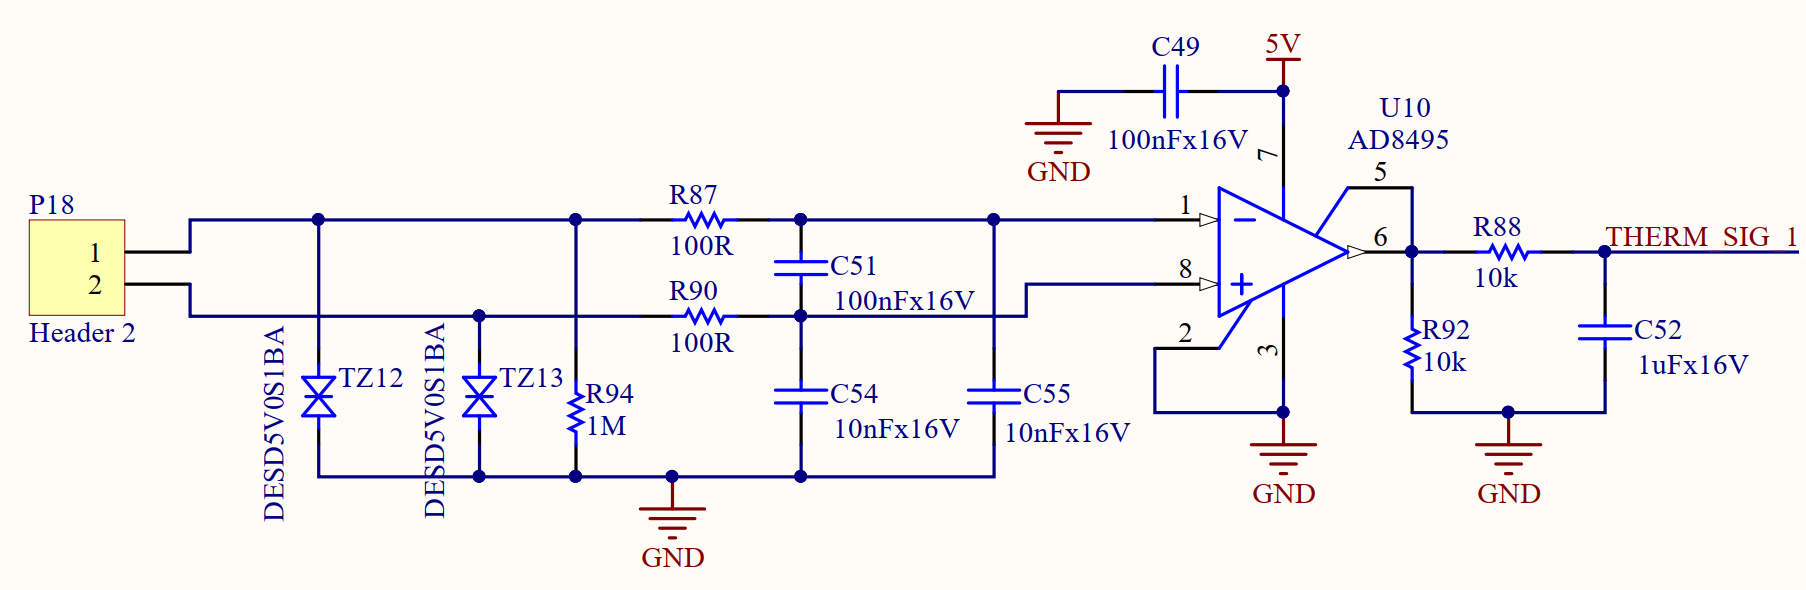 C49
5V
100nFx16V
GND
7
U10
AD8495
5
P18
1
2
Header 2
R87
100R
R90
100R
C51
100nFx16V
1
8
2
3
6
R88
10k
THERM_SIG_1
DESD5V0S1BA
TZ12
DESD5V0S1BA
TZ13
R94
1M
C54
10nFx16V
C55
10nFx16V
R92
10k
C52
1uFx16V
GND
GND
GND